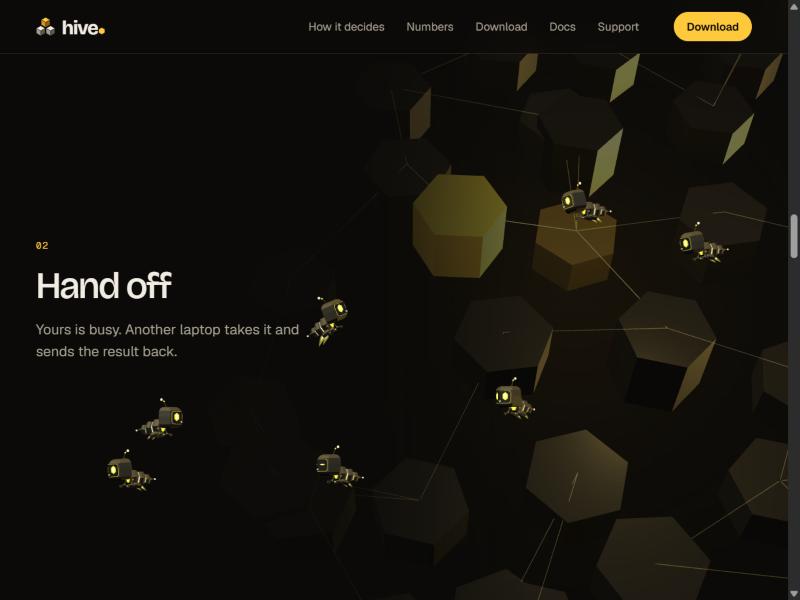 hive.
How it decides
Numbers
Download
Docs
Support
Download
02
Hand off
Yours is busy. Another laptop takes it and
sends the result back.